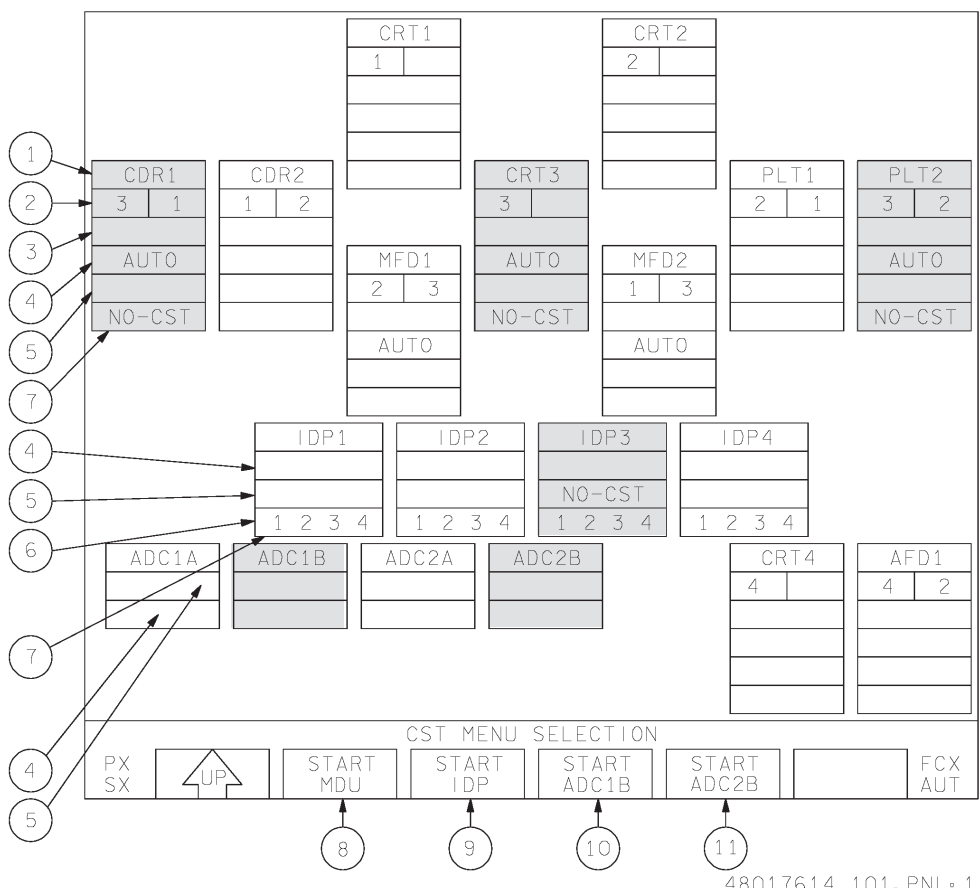 CRT1
1
CRT2
2
1
2
3
4
5
7
CDR1
3 1
AUTO
NO-CST
CDR2
1 2
CRT3
3
AUTO
NO-CST
PLT1
2 1
PLT2
3 2
AUTO
NO-CST
MFD1
2 3
AUTO
MFD2
1 3
AUTO
4
5
6
IDP1
1 2 3 4
IDP2
1 2 3 4
IDP3
NO-CST
1 2 3 4
IDP4
1 2 3 4
7
4
5
ADC1A
ADC1B
ADC2A
ADC2B
CRT4
4
AFD1
4 2
CST MENU SELECTION
PX
SX
UP
START
MDU
START
IDP
START
ADC1B
START
ADC2B
FCX
AUT
8
9
10
11
48017614_101.PNL;1